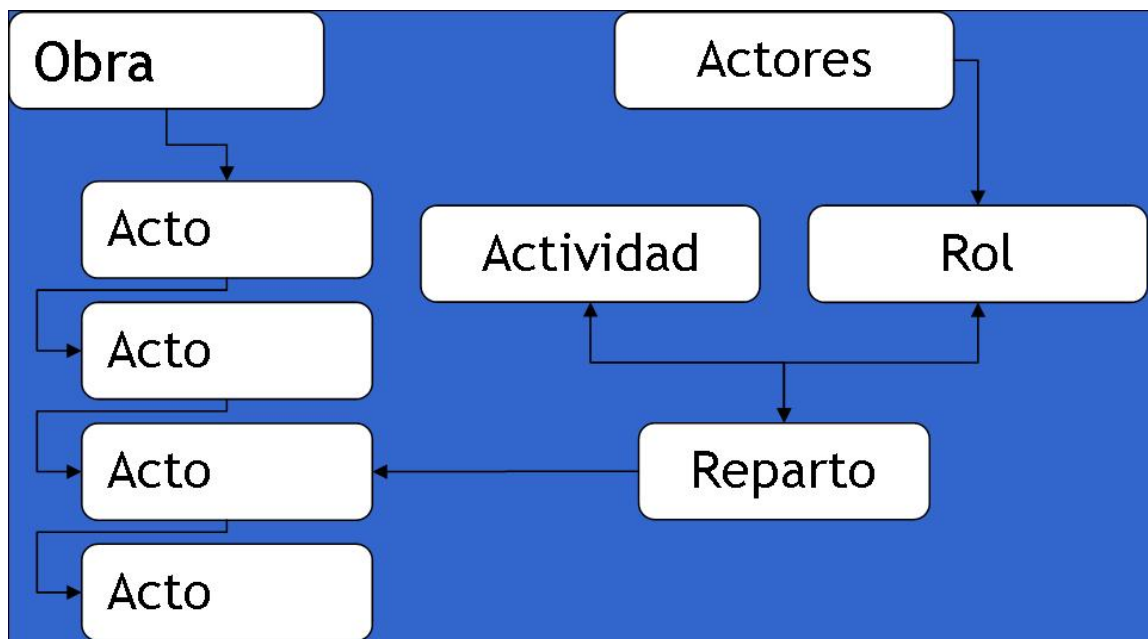 Obra
Actores
Acto
Actividad
Rol
Acto
Acto
Reparto
Acto